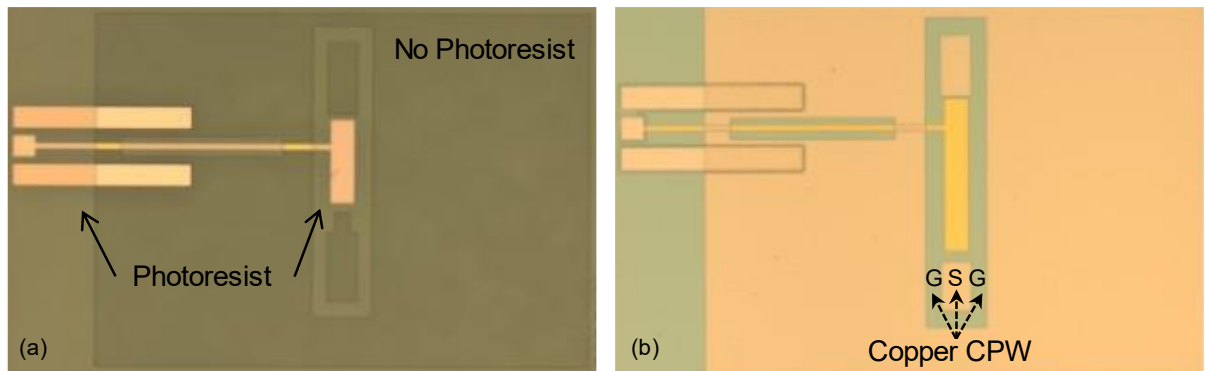 No Photoresist
Photoresist
(a)
G S G
Copper CPW
(b)